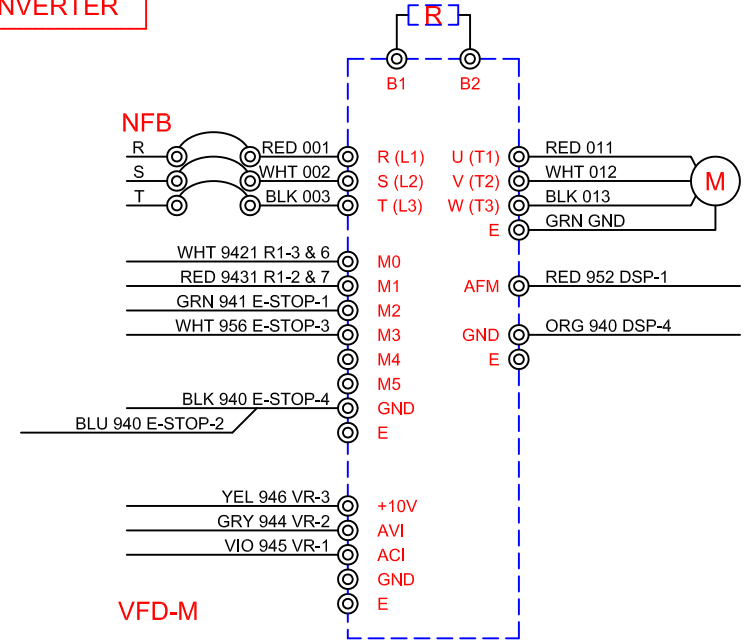 NVERTER
R
B1 B2
NFB
R RED 001 R (L1) U (T1) RED 011
S WHT 002 S (L2) V (T2) WHT 012 M
T BLK 003 T (L3) W (T3) BLK 013
E GRN GND
WHT 9421 R1-3 & 6 M0
RED 9431 R1-2 & 7 M1 AFM RED 952 DSP-1
GRN 941 E-STOP-1 M2
WHT 956 E-STOP-3 M3 GND ORG 940 DSP-4
M4 E
M5
BLK 940 E-STOP-4 GND
BLU 940 E-STOP-2 E
YEL 946 VR-3 +10V
GRY 944 VR-2 AVI
VIO 945 VR-1 ACI
GND
VFD-M E